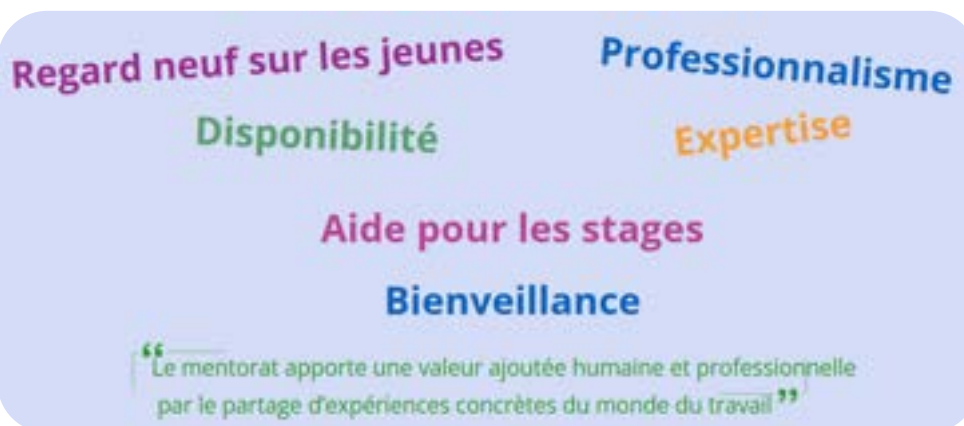 Regard neuf sur les jeunes
Professionnalisme
Disponibilité
Expertise
Aide pour les stages
Bienveillance
“Le mentorat apporte une valeur ajoutée humaine et professionnelle
par le partage d'expériences concrètes du monde du travail”